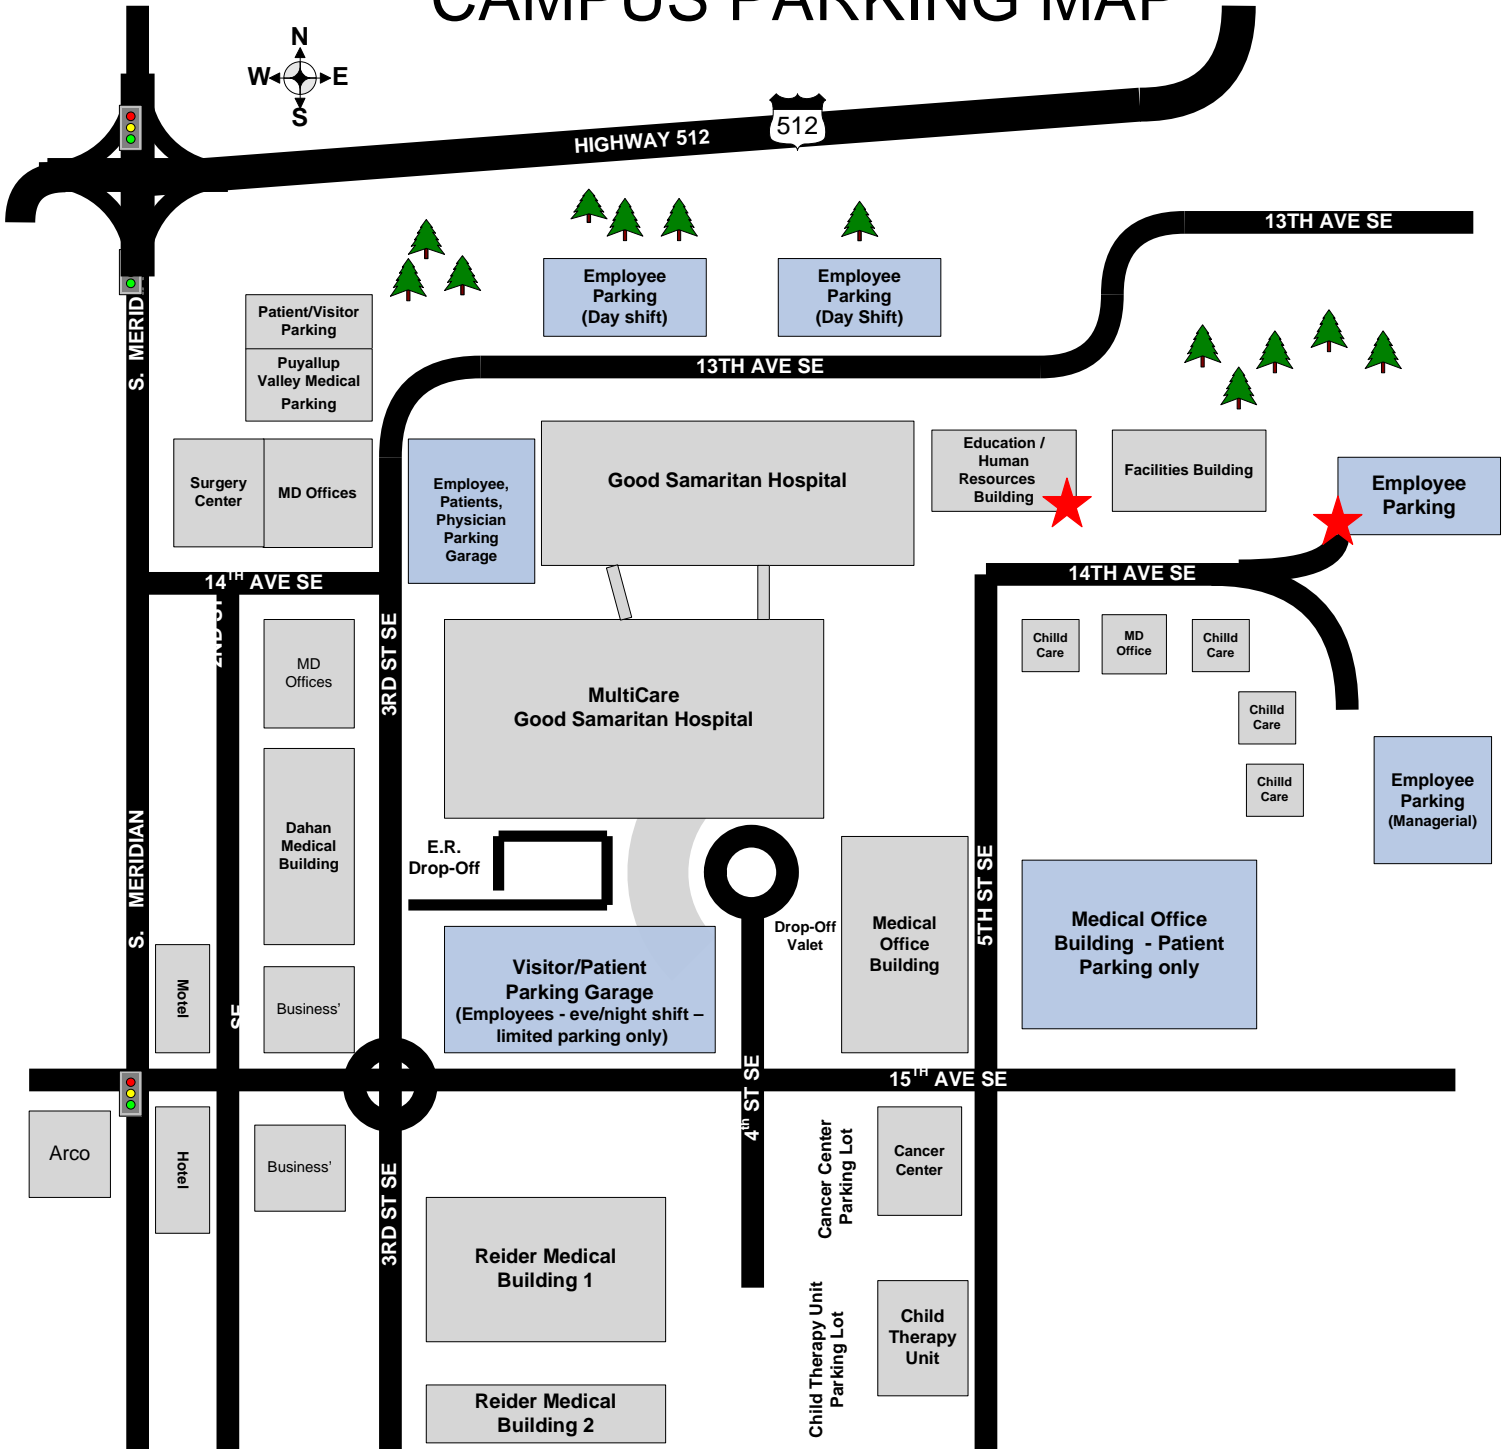 CAMPUS PARKING MAP
N
W
E
S
HIGHWAY 512
512
13TH AVE SE
Employee
Parking
(Day shift)
Employee
Parking
(Day Shift)
Patient/Visitor
Parking
Puyallup
Valley Medical
Parking
S. MERID
13TH AVE SE
Surgery
Center
MD Offices
Employee,
Patients,
Physician
Parking
Garage
Good Samaritan Hospital
Education /
Human
Resources
Building
Facilities Building
Employee
Parking
14TH AVE SE
14TH AVE SE
2ND ST
SE
MD
Offices
3RD ST SE
MultiCare
Good Samaritan Hospital
Chilld
Care
MD
Office
Chilld
Care
Chilld
Care
Chilld
Care
Employee
Parking
(Managerial)
S. MERIDIAN
Dahan
Medical
Building
E.R.
Drop-Off
Drop-Off
Valet
Medical
Office
Building
5TH ST SE
Medical Office
Building - Patient
Parking only
Motel
Business'
Visitor/Patient
Parking Garage
(Employees - eve/night shift –
limited parking only)
15TH AVE SE
4th ST SE
Arco
Hotel
Business'
3RD ST SE
Cancer Center
Parking Lot
Cancer
Center
Reider Medical
Building 1
Child Therapy Unit
Parking Lot
Child
Therapy
Unit
Reider Medical
Building 2